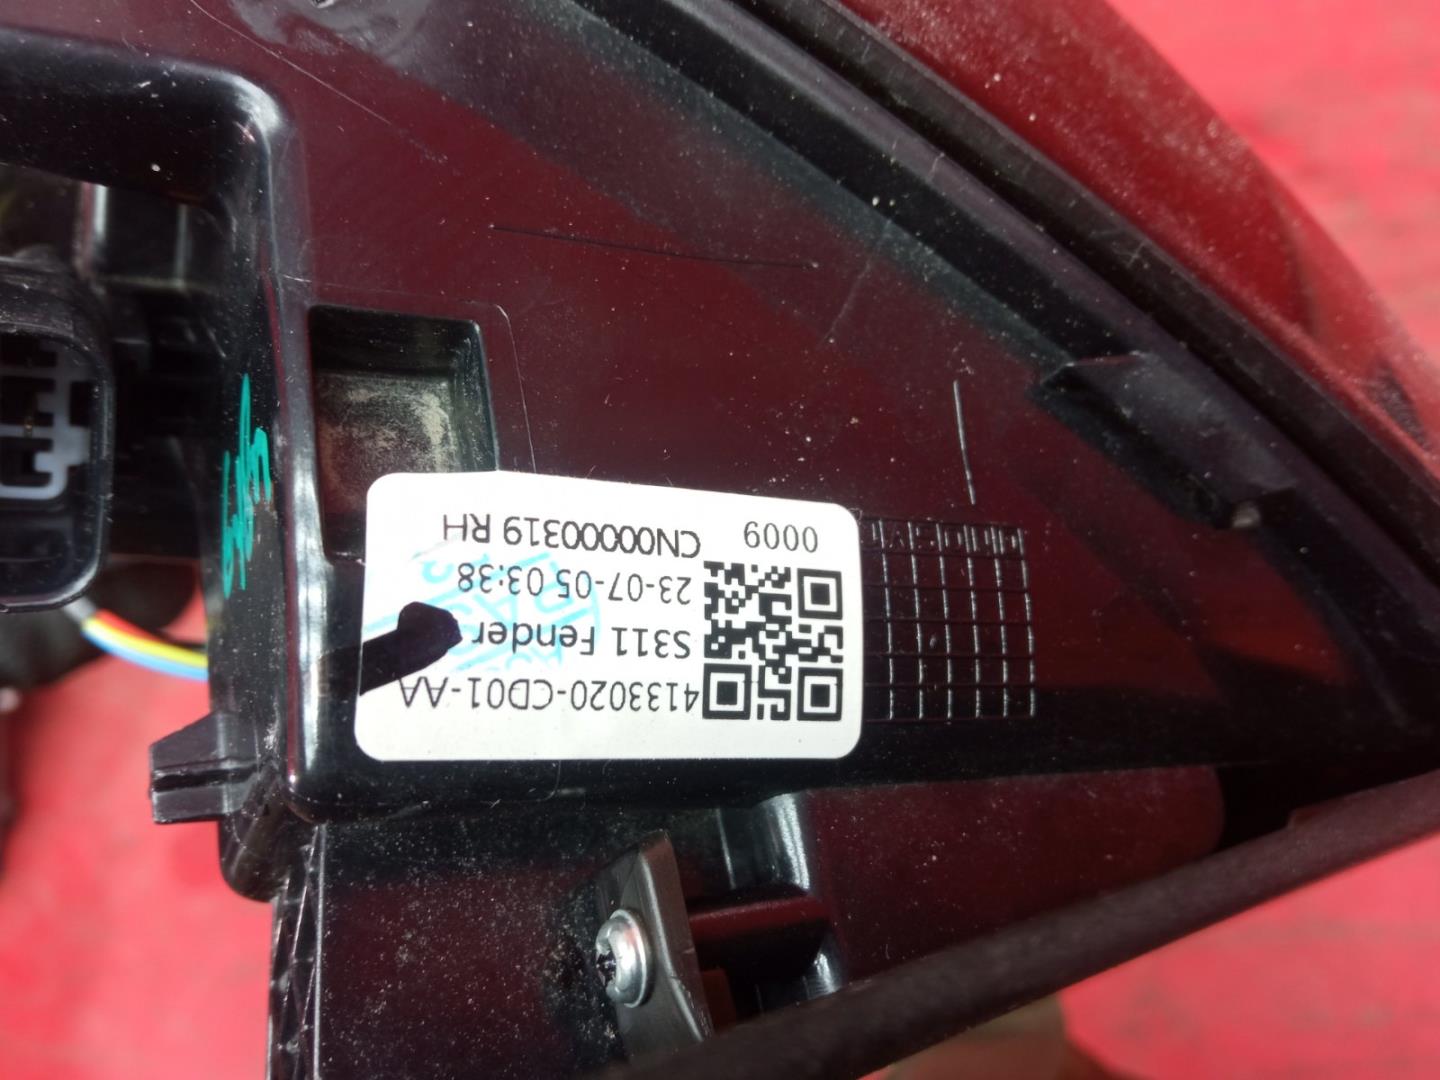 4133020-CD01-AA
S311 Fender
23-07-05 03:38
CN00000319 RH
0009